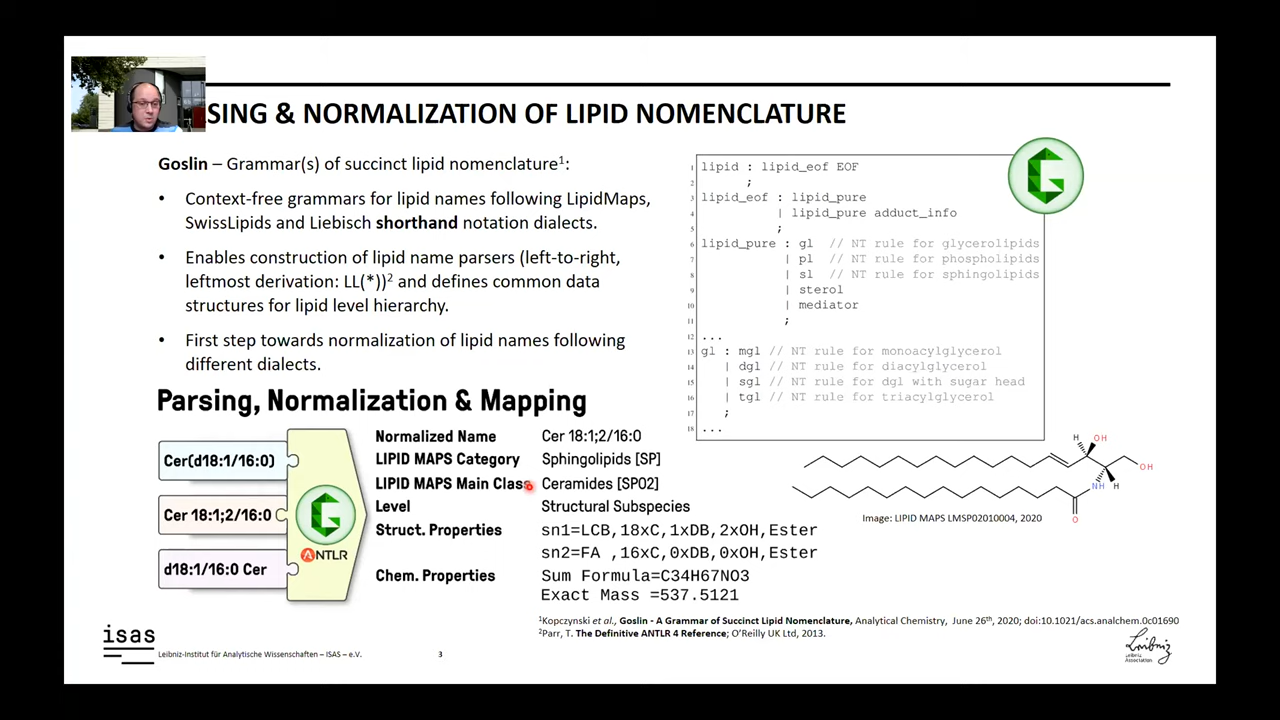 SING & NORMALIZATION OF LIPID NOMENCLATURE
Goslin – Grammar(s) of succinct lipid nomenclature1:
• Context-free grammars for lipid names following LipidMaps,
SwissLipids and Liebisch shorthand notation dialects.
• Enables construction of lipid name parsers (left-to-right,
leftmost derivation: LL(*))2 and defines common data
structures for lipid level hierarchy.
• First step towards normalization of lipid names following
different dialects.
1 lipid : lipid_eof EOF
2 ;
3 lipid_eof : lipid_pure
4 | lipid_pure adduct_info
5 ;
6 lipid_pure : gl // NT rule for glycerolipids
7 | pl // NT rule for phospholipids
8 | sl // NT rule for sphingolipids
9 | sterol
10 | mediator
11 ;
12 ...
13 gl : mgl // NT rule for monoacylglycerol
14 | dgl // NT rule for diacylglycerol
15 | sgl // NT rule for dgl with sugar head
16 | tgl // NT rule for triacylglycerol
17 ;
18 ...
G
Parsing, Normalization & Mapping
Cer(d18:1/16:0)
Cer 18:1;2/16:0
d18:1/16:0 Cer
G
ANTLR
Normalized Name Cer 18:1;2/16:0
LIPID MAPS Category Sphingolipids [SP]
LIPID MAPS Main Class Ceramides [SP02]
Level Structural Subspecies
Struct. Properties sn1=LCB,18xC,1xDB,2xOH,Ester
sn2=FA ,16xC,0xDB,0xOH,Ester
Chem. Properties Sum Formula=C34H67NO3
Exact Mass =537.5121
H OH
OH
NH H
O
Image: LIPID MAPS LMSP02010004, 2020
1Kopczynski et al., Goslin - A Grammar of Succinct Lipid Nomenclature, Analytical Chemistry, June 26th, 2020; doi:10.1021/acs.analchem.0c01690
2Parr, T. The Definitive ANTLR 4 Reference; O'Reilly UK Ltd, 2013.
isas
Leibniz-Institut für Analytische Wissenschaften – ISAS – e.V.
3
Leibniz
Leibniz
Association